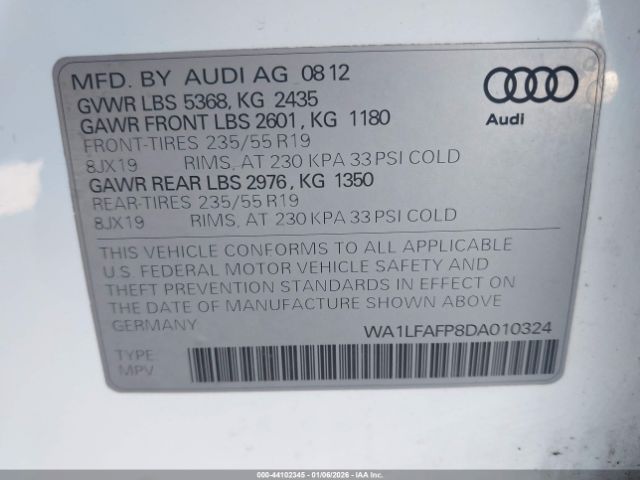 MFD. BY AUDI AG 08 12
GVWR LBS 5368, KG 2435
GAWR FRONT LBS 2601, KG 1180
FRONT-TIRES 235/55 R19
8JX19 RIMS, AT 230 KPA 33 PSI COLD
GAWR REAR LBS 2976, KG 1350
REAR-TIRES 235/55 R19
8JX19 RIMS, AT 230 KPA 33 PSI COLD
Audi
THIS VEHICLE CONFORMS TO ALL APPLICABLE
U.S. FEDERAL MOTOR VEHICLE SAFETY AND
THEFT PREVENTION STANDARDS IN EFFECT ON
THE DATE OF MANUFACTURE SHOWN ABOVE.
GERMANY
WA1LFAFP8DA010324
TYPE:
MPV
000-44102345 | 01/06/2026 - IAAI.COM